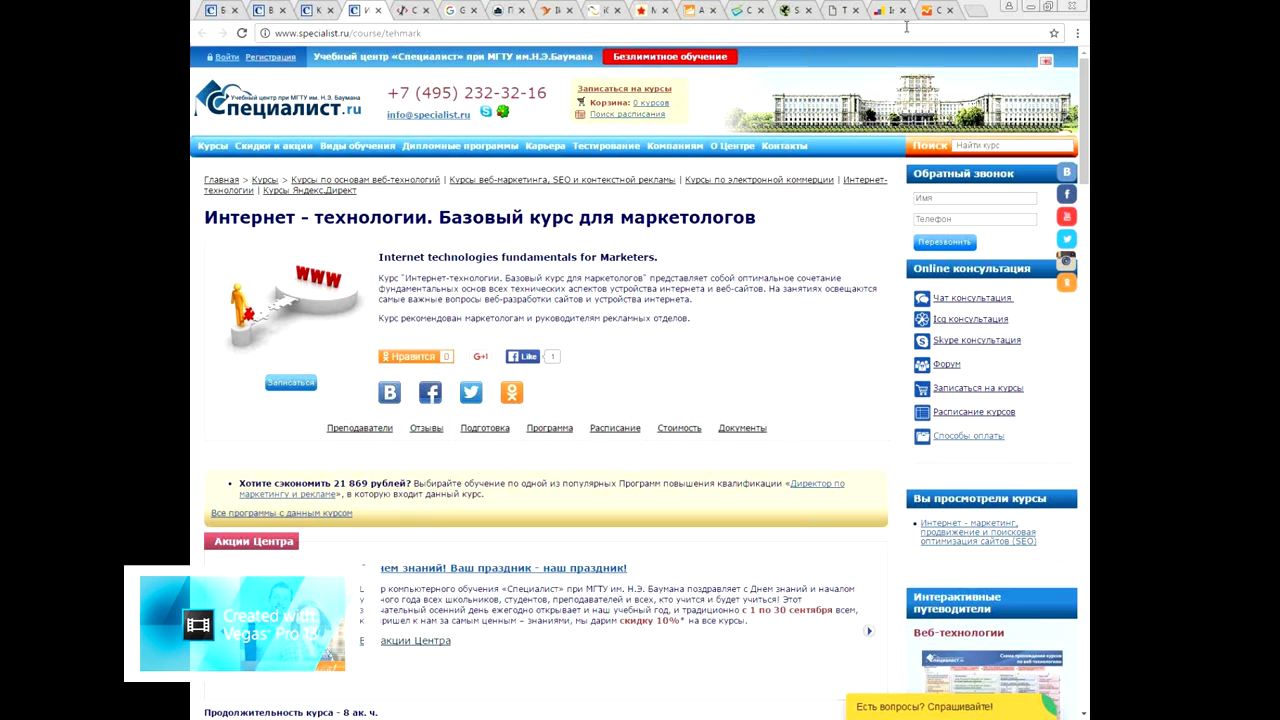 www.specialist.ru/course/tehmark
Войти Регистрация Учебный центр «Специалист» при МГТУ им.Н.Э.Баумана Безлимитное обучение
Учебный центр при МГТУ им. Н.Э. Баумана
Специалист.ru
+7 (495) 232-32-16
info@specialist.ru
Записаться на курсы
Корзина: 0 курсов
Поиск расписания
Курсы Скидки и акции Виды обучения Дипломные программы Карьера Тестирование Компаниям О Центре Контакты
Поиск Найти курс
Главная > Курсы > Курсы по основам веб-технологий | Курсы веб-маркетинга, SEO и контекстной рекламы | Курсы по электронной коммерции | Интернет-
технологии | Курсы Яндекс.Директ
Интернет - технологии. Базовый курс для маркетологов
Internet technologies fundamentals for Marketers.
Курс "Интернет-технологии. Базовый курс для маркетологов" представляет собой оптимальное сочетание
фундаментальных основ всех технических аспектов устройства интернета и веб-сайтов. На занятиях освещаются
самые важные вопросы веб-разработки сайтов и устройства интернета.
Курс рекомендован маркетологам и руководителям рекламных отделов.
WWW
Нравится 0 G+1 Like 1
Записаться
Преподаватели Отзывы Подготовка Программа Расписание Стоимость Документы
Хотите сэкономить 21 869 рублей? Выбирайте обучение по одной из популярных Программ повышения квалификации «Директор по
маркетингу и рекламе», в которую входит данный курс.
Все программы с данным курсом
Акции Центра
ем знаний! Ваш праздник - наш праздник!
р компьютерного обучения «Специалист» при МГТУ им. Н.Э. Баумана поздравляет с Днем знаний и началом
ного года всех школьников, студентов, преподавателей и всех, кто учится и будет учиться! Этот
ательный осенний день ежегодно открывает и наш учебный год, и традиционно с 1 по 30 сентября всем,
ришел к нам за самым ценным – знаниями, мы дарим скидку 10%* на все курсы.
акции Центра
Created with
Vegas Pro 13
Продолжительность курса - 8 ак. ч.
Обратный звонок
Имя
Телефон
Перезвонить
Online консультация
Чат консультация
Icq консультация
Skype консультация
Форум
Записаться на курсы
Расписание курсов
Способы оплаты
Вы просмотрели курсы
Интернет - маркетинг,
продвижение и поисковая
оптимизация сайтов (SEO)
Интерактивные
путеводители
Веб-технологии
Есть вопросы? Спрашивайте!